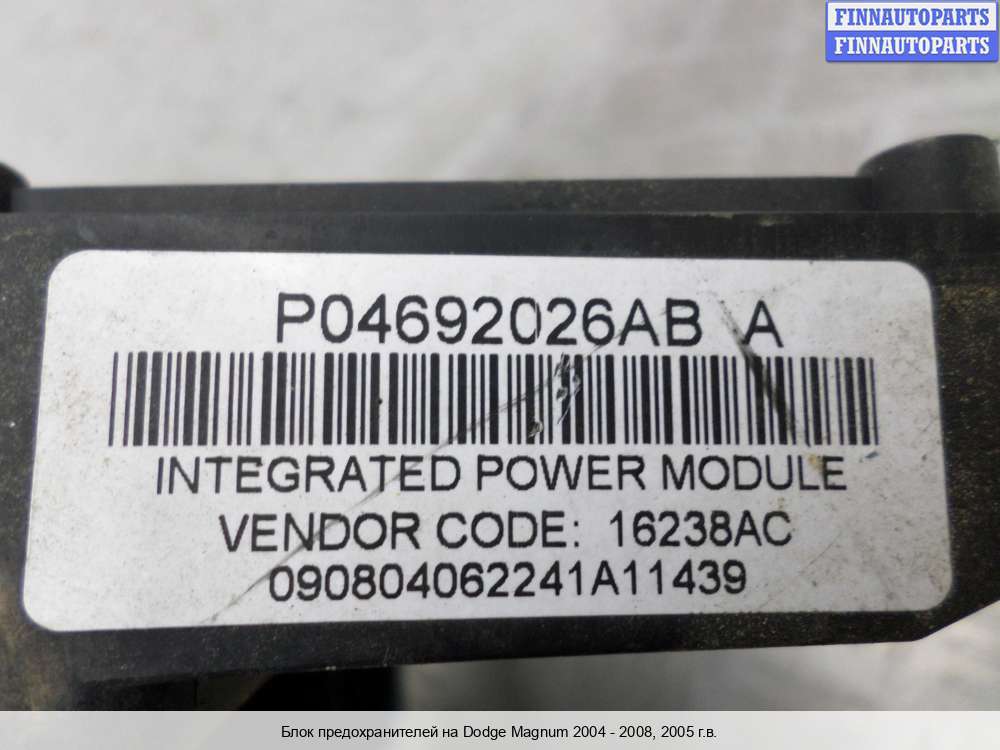 FINNAUTOPARTS
FINNAUTOPARTS
P04692026AB A
INTEGRATED POWER MODULE
VENDOR CODE: 16238AC
090804062241A11439
Блок предохранителей на Dodge Magnum 2004 - 2008, 2005 г.в.